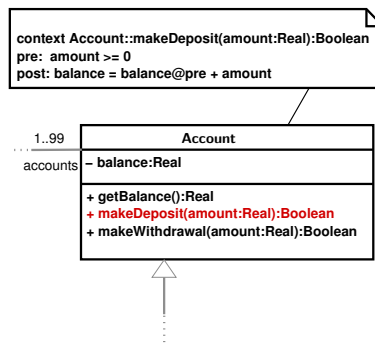 context Account::makeDeposit(amount:Real):Boolean
pre: amount >= 0
post: balance = balance@pre + amount
1..99
Account
accounts
– balance:Real
+ getBalance():Real
+ makeDeposit(amount:Real):Boolean
+ makeWithdrawal(amount:Real):Boolean